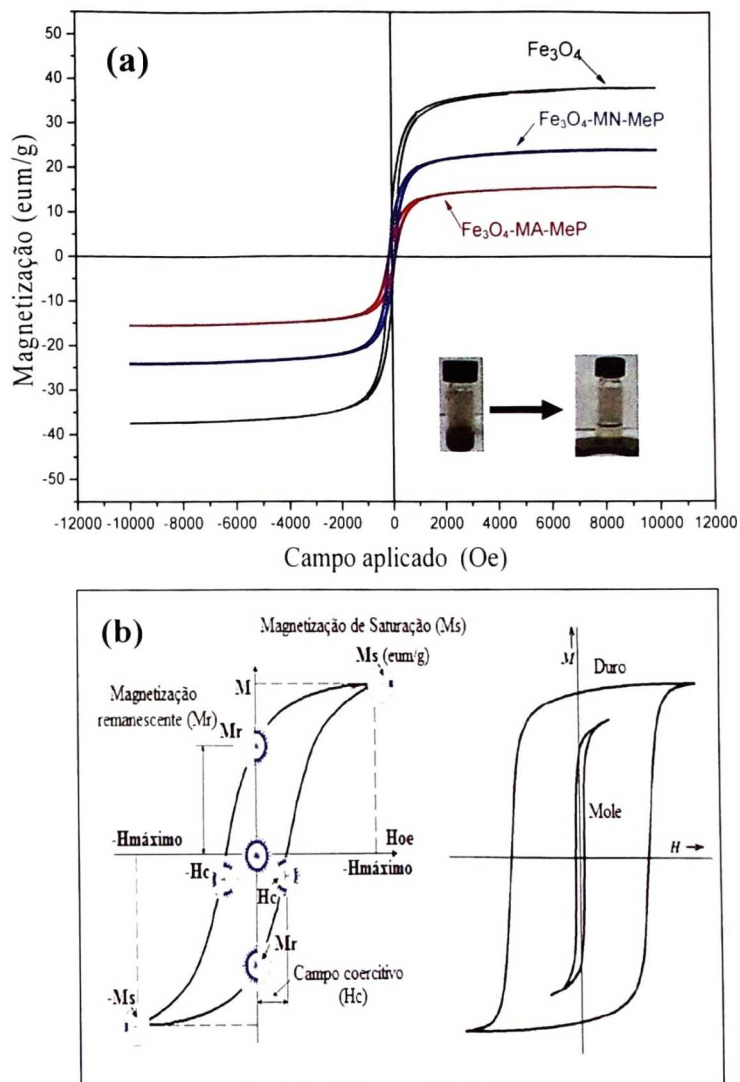 (a)
Magnetização (eum/g)
50
40
30
20
10
0
-10
-20
-30
-40
-50
Fe₃O₄
Fe₃O₄-MN-MeP
Fe₃O₄-MA-MeP
-12000 -10000 -8000 -6000 -4000 -2000 0 2000 4000 6000 8000 10000 12000
Campo aplicado (Oe)
(b)
Magnetização de Saturação (Ms)
Ms (eum/g)
M
Magnetização
remanescente (Mr)
Mr
-Hmáximo
Hoe
-Hmáximo
-Hc
Hc
Mr
Campo coercitivo
(Hc)
-Ms
M
Duro
Mole
H